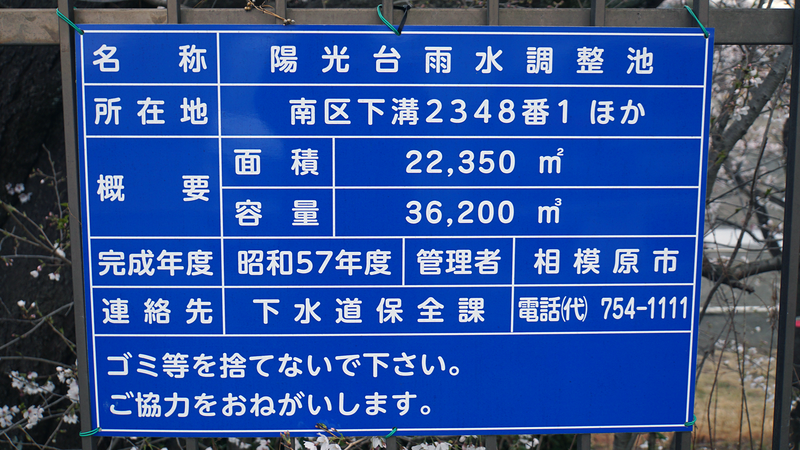 名称 陽光台雨水調整池
所在地 南区下溝2348番1 ほか
概要 面積 22,350 ㎡
容量 36,200 ㎥
完成年度 昭和57年度 管理者 相模原市
連絡先 下水道保全課 電話㈹ 754-1111
ゴミ等を捨てないで下さい。
ご協力をおねがいします。